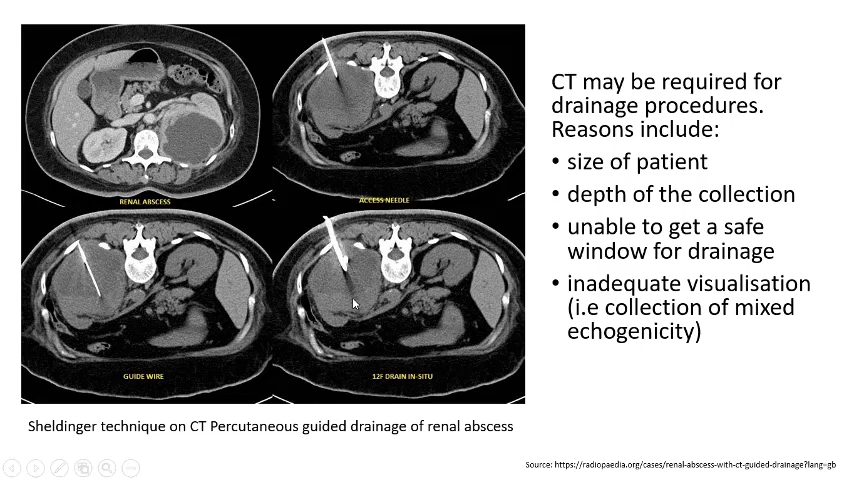 CT may be required for
drainage procedures.
Reasons include:
• size of patient
• depth of the collection
• unable to get a safe
window for drainage
• inadequate visualisation
(i.e collection of mixed
echogenicity)
RENAL ABSCESS
ACCESS NEEDLE
GUIDE WIRE
12F DRAIN IN-SITU
Sheldinger technique on CT Percutaneous guided drainage of renal abscess
Source: https://radiopaedia.org/cases/renal-abscess-with-ct-guided-drainage?lang=gb